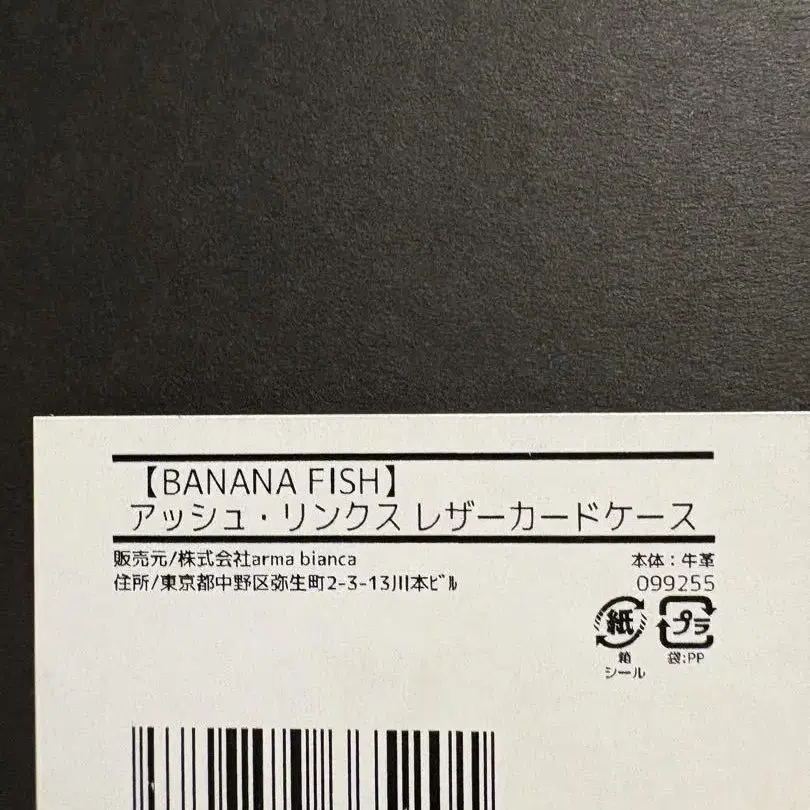 【BANANA FISH】
アッシュ・リンクス レザーカードケース
販売元/株式会社arma bianca
住所/東京都中野区弥生町2-3-13川本ビル
本体：牛革
099255
紙
箱
シール
プラ
袋:PP